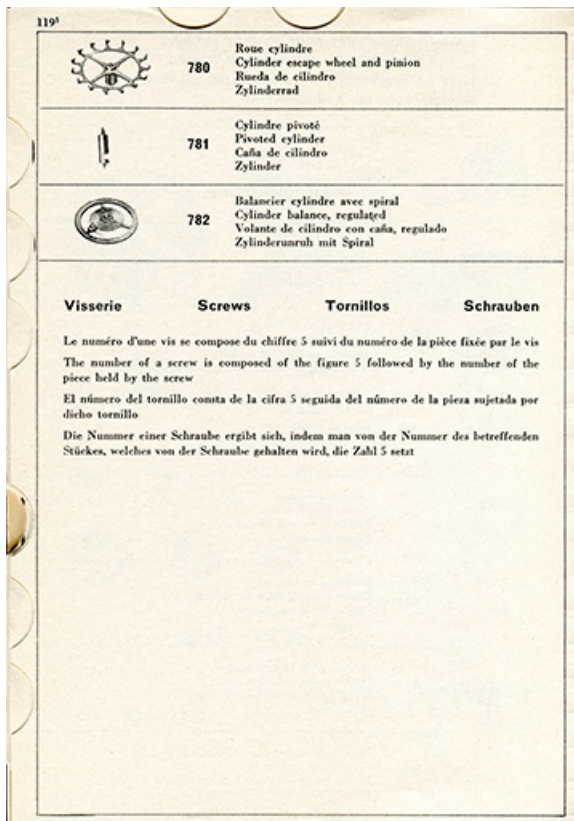 119¹
780
Roue cylindre
Cylinder escape wheel and pinion
Rueda de cilindro
Zylinderrad
781
Cylindre pivoté
Pivoted cylinder
Caña de cilindro
Zylinder
782
Balancier cylindre avec spiral
Cylinder balance, regulated
Volante de cilindro con caña, regulado
Zylinderunruh mit Spiral
Visserie Screws Tornillos Schrauben
Le numéro d'une vis se compose du chiffre 5 suivi du numéro de la pièce fixée par le vis
The number of a screw is composed of the figure 5 followed by the number of the
piece held by the screw
El número del tornillo consta de la cifra 5 seguida del número de la pieza sujetada por
dicho tornillo
Die Nummer einer Schraube ergibt sich, indem man von der Nummer des betreffenden
Stückes, welches von der Schraube gehalten wird, die Zahl 5 setzt